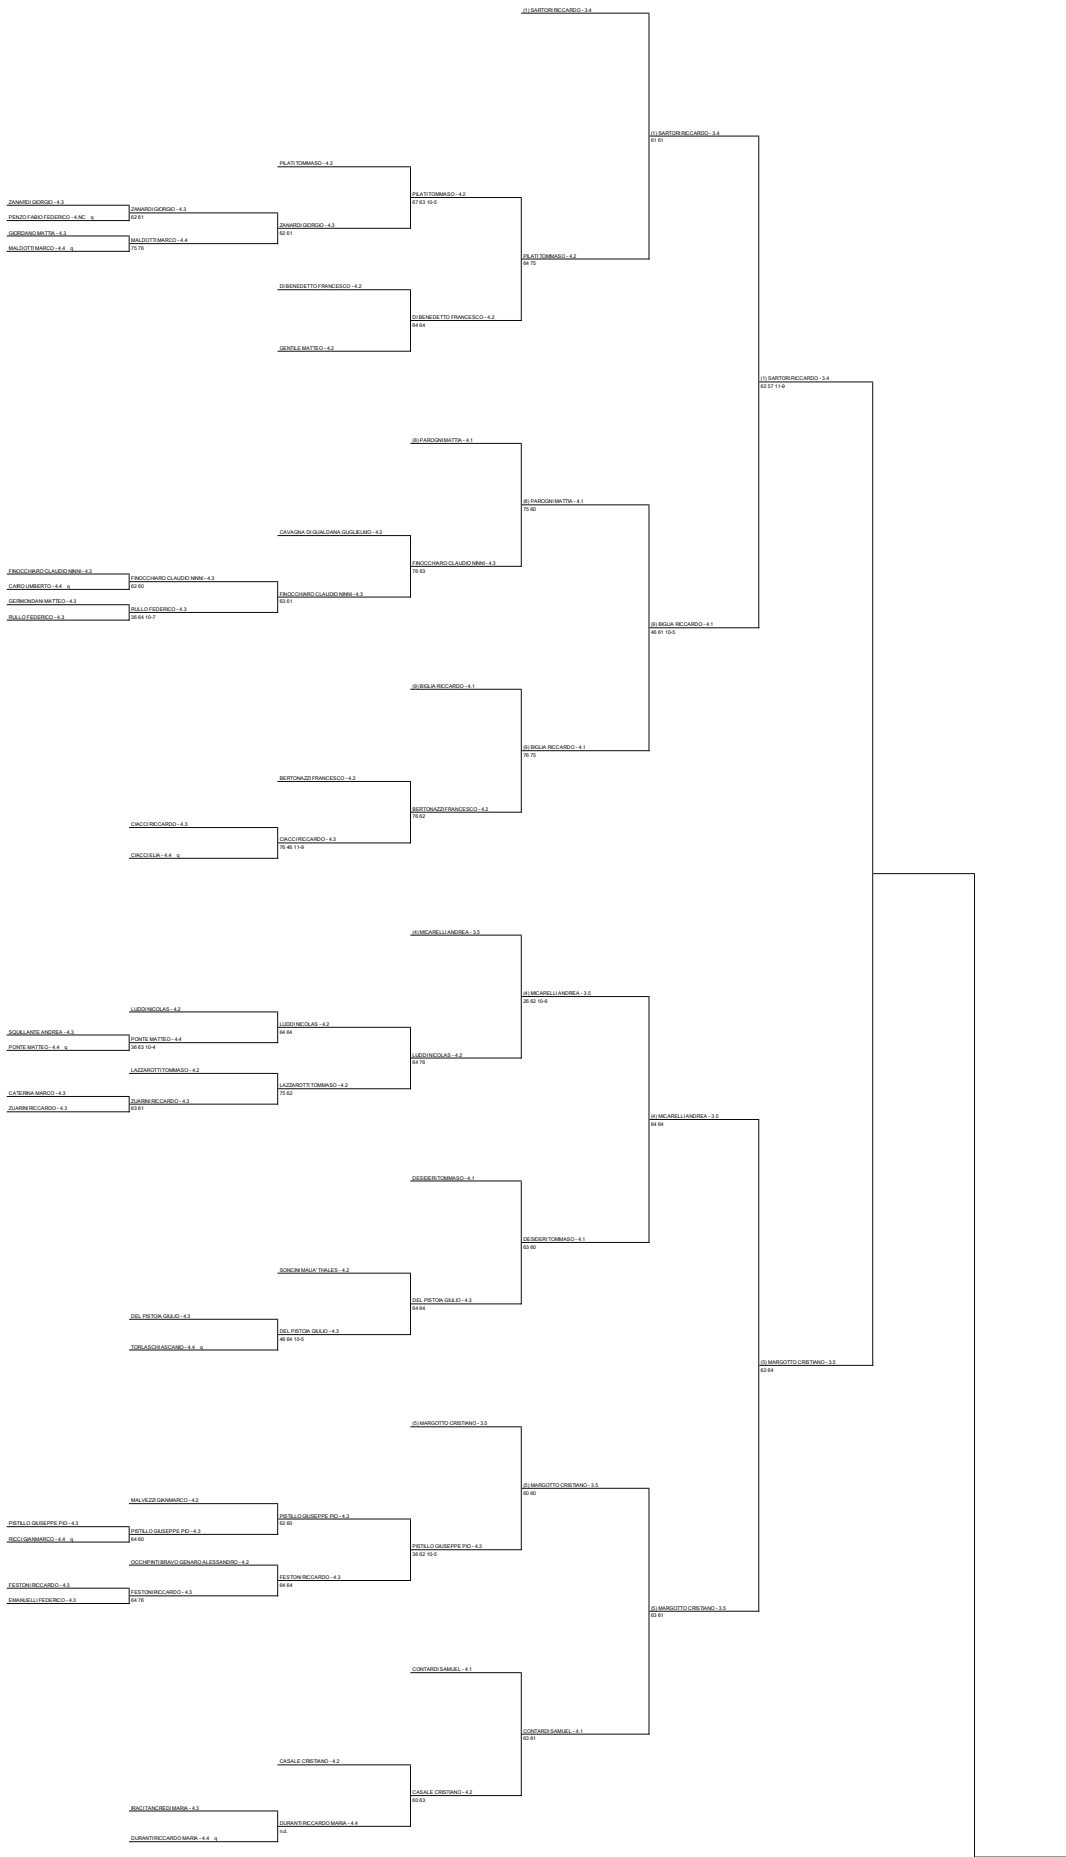 (1) SARTORI RICCARDO - 3.4
(1) SARTORI RICCARDO - 3.4
61 61
PILATI TOMMASO - 4.2
PILATI TOMMASO - 4.2
67 63 10-5
ZANARDI GIORGIO - 4.3
ZANARDI GIORGIO - 4.3
62 61
PENZO FABIO FEDERICO - 4.NC q
ZANARDI GIORGIO - 4.3
62 61
GIORDANO MATTIA - 4.3
MALDOTTI MARCO - 4.4
75 76
MALDOTTI MARCO - 4.4 q
PILATI TOMMASO - 4.2
64 75
DI BENEDETTO FRANCESCO - 4.2
DI BENEDETTO FRANCESCO - 4.2
64 64
GENTILE MATTEO - 4.2
(1) SARTORI RICCARDO - 3.4
62 57 11-9
(8) PAROGNI MATTIA - 4.1
(8) PAROGNI MATTIA - 4.1
75 60
CAVAGNA DI GUALDANA GUGLIELMO - 4.2
FINOCCHIARO CLAUDIO NINNI - 4.3
76 63
FINOCCHIARO CLAUDIO NINNI - 4.3
FINOCCHIARO CLAUDIO NINNI - 4.3
62 60
CAIRO UMBERTO - 4.4 q
FINOCCHIARO CLAUDIO NINNI - 4.3
63 61
GERMONDANI MATTEO - 4.3
RULLO FEDERICO - 4.3
36 64 10-7
RULLO FEDERICO - 4.3
(9) BIGLIA RICCARDO - 4.1
46 61 10-5
(9) BIGLIA RICCARDO - 4.1
(9) BIGLIA RICCARDO - 4.1
76 75
BERTONAZZI FRANCESCO - 4.2
BERTONAZZI FRANCESCO - 4.2
76 62
CIACCI RICCARDO - 4.3
CIACCI RICCARDO - 4.3
76 46 11-9
CIACCI ELIA - 4.4 q
(4) MICARELLI ANDREA - 3.5
(4) MICARELLI ANDREA - 3.5
26 62 10-6
LUDDI NICOLAS - 4.2
LUDDI NICOLAS - 4.2
64 64
SQUILLANTE ANDREA - 4.3
PONTE MATTEO - 4.4
36 63 10-4
PONTE MATTEO - 4.4 q
LUDDI NICOLAS - 4.2
64 76
LAZZAROTTI TOMMASO - 4.2
LAZZAROTTI TOMMASO - 4.2
75 62
CATERINA MARCO - 4.3
ZUARINI RICCARDO - 4.3
63 61
ZUARINI RICCARDO - 4.3
(4) MICARELLI ANDREA - 3.5
64 64
DESIDERI TOMMASO - 4.1
DESIDERI TOMMASO - 4.1
63 60
SONCINI MAUA' THALES - 4.2
DEL PISTOIA GIULIO - 4.3
64 64
DEL PISTOIA GIULIO - 4.3
DEL PISTOIA GIULIO - 4.3
46 64 10-5
TORLASCHI ASCANIO - 4.4 q
(5) MARGOTTO CRISTIANO - 3.5
62 64
(5) MARGOTTO CRISTIANO - 3.5
(5) MARGOTTO CRISTIANO - 3.5
60 60
MALVEZZI GIANMARCO - 4.2
PISTILLO GIUSEPPE PIO - 4.3
62 60
PISTILLO GIUSEPPE PIO - 4.3
PISTILLO GIUSEPPE PIO - 4.3
64 60
RICCI GIANMARCO - 4.4 q
PISTILLO GIUSEPPE PIO - 4.3
36 62 10-5
OCCHIPINTI BRAVO GENARO ALESSANDRO - 4.2
FESTONI RICCARDO - 4.3
64 64
FESTONI RICCARDO - 4.3
FESTONI RICCARDO - 4.3
64 76
EMANUELLI FEDERICO - 4.3
(5) MARGOTTO CRISTIANO - 3.5
63 61
CONTARDI SAMUEL - 4.1
CONTARDI SAMUEL - 4.1
63 61
CASALE CRISTIANO - 4.2
CASALE CRISTIANO - 4.2
60 63
IRACI TANCREDI MARIA - 4.3
DURANTI RICCARDO MARIA - 4.4
n.d.
DURANTI RICCARDO MARIA - 4.4 q